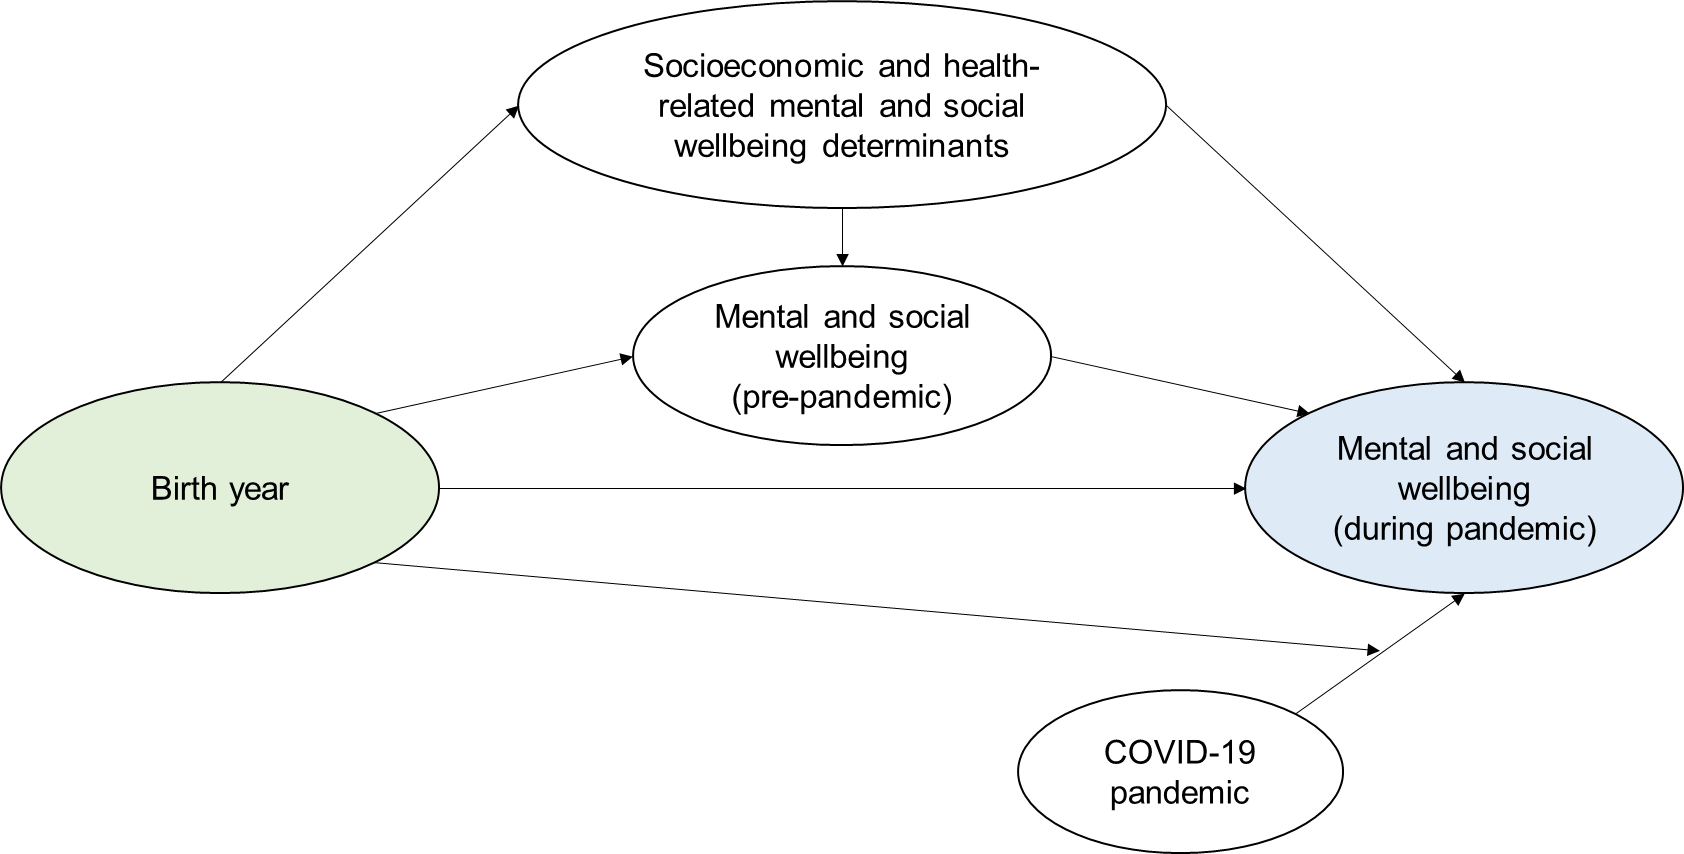 Socioeconomic and health-
related mental and social
wellbeing determinants
Mental and social
wellbeing
(pre-pandemic)
Birth year
Mental and social
wellbeing
(during pandemic)
COVID-19
pandemic